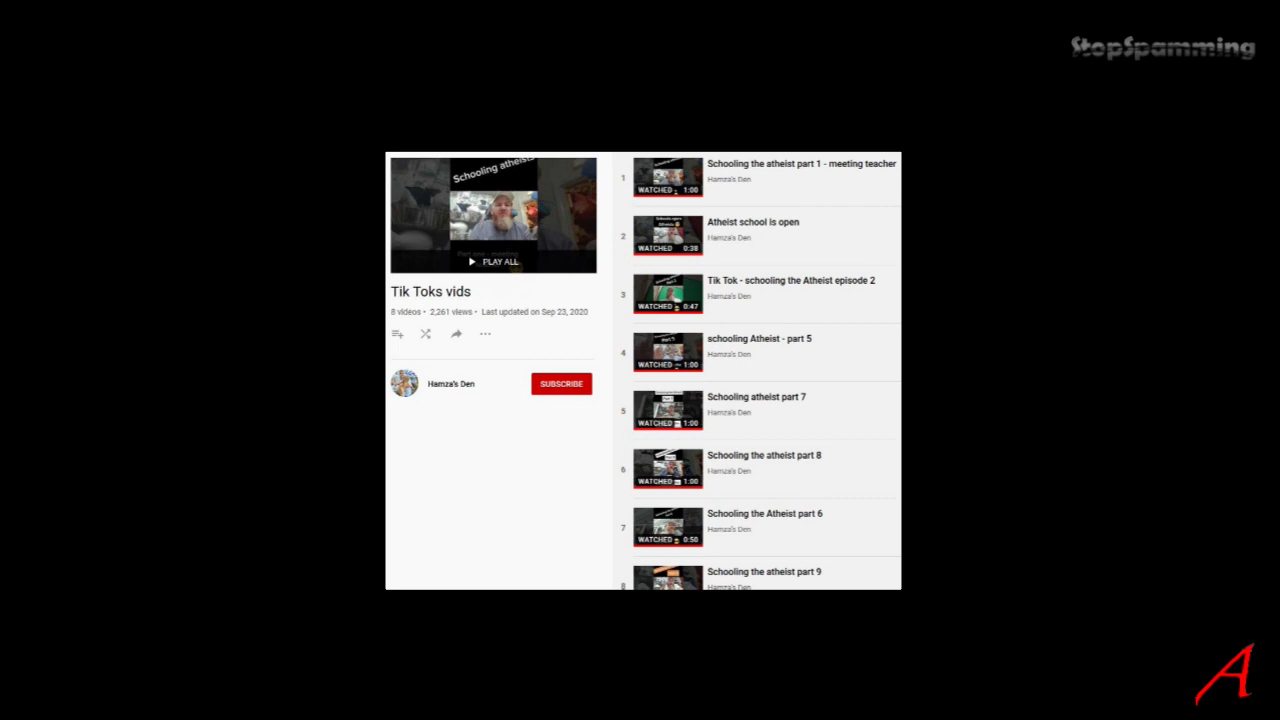 StopSpamming
Schooling atheists
PLAY ALL
Tik Toks vids
8 videos • 2,261 views • Last updated on Sep 23, 2020
Hamza's Den
SUBSCRIBE
1
WATCHED
1:00
Schooling the atheist part 1 - meeting teacher
Hamza's Den
2
WATCHED
0:38
Atheist school is open
Hamza's Den
3
WATCHED
0:47
Tik Tok - schooling the Atheist episode 2
Hamza's Den
4
WATCHED
1:00
schooling Atheist - part 5
Hamza's Den
5
WATCHED
1:00
Schooling atheist part 7
Hamza's Den
6
WATCHED
1:00
Schooling the atheist part 8
Hamza's Den
7
WATCHED
0:50
Schooling the Atheist part 6
Hamza's Den
8
Schooling the atheist part 9
Hamza's Den
A